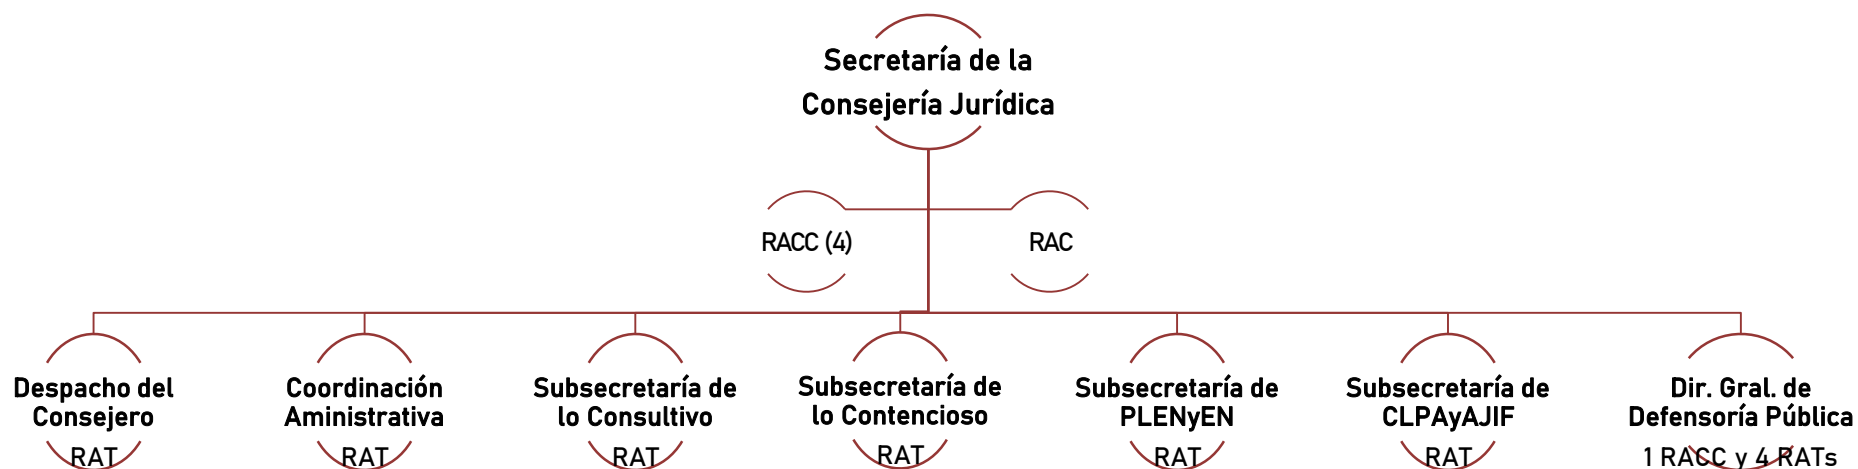 Secretaría de la
Consejería Jurídica
RACC (4)
RAC
Despacho del
Consejero
RAT
Coordinación
Aministrativa
RAT
Subsecretaría de
lo Consultivo
RAT
Subsecretaría de
lo Contencioso
RAT
Subsecretaría de
PLENyEN
RAT
Subsecretaría de
CLPAyAJIF
RAT
Dir. Gral. de
Defensoría Pública
1 RACC y 4 RATs